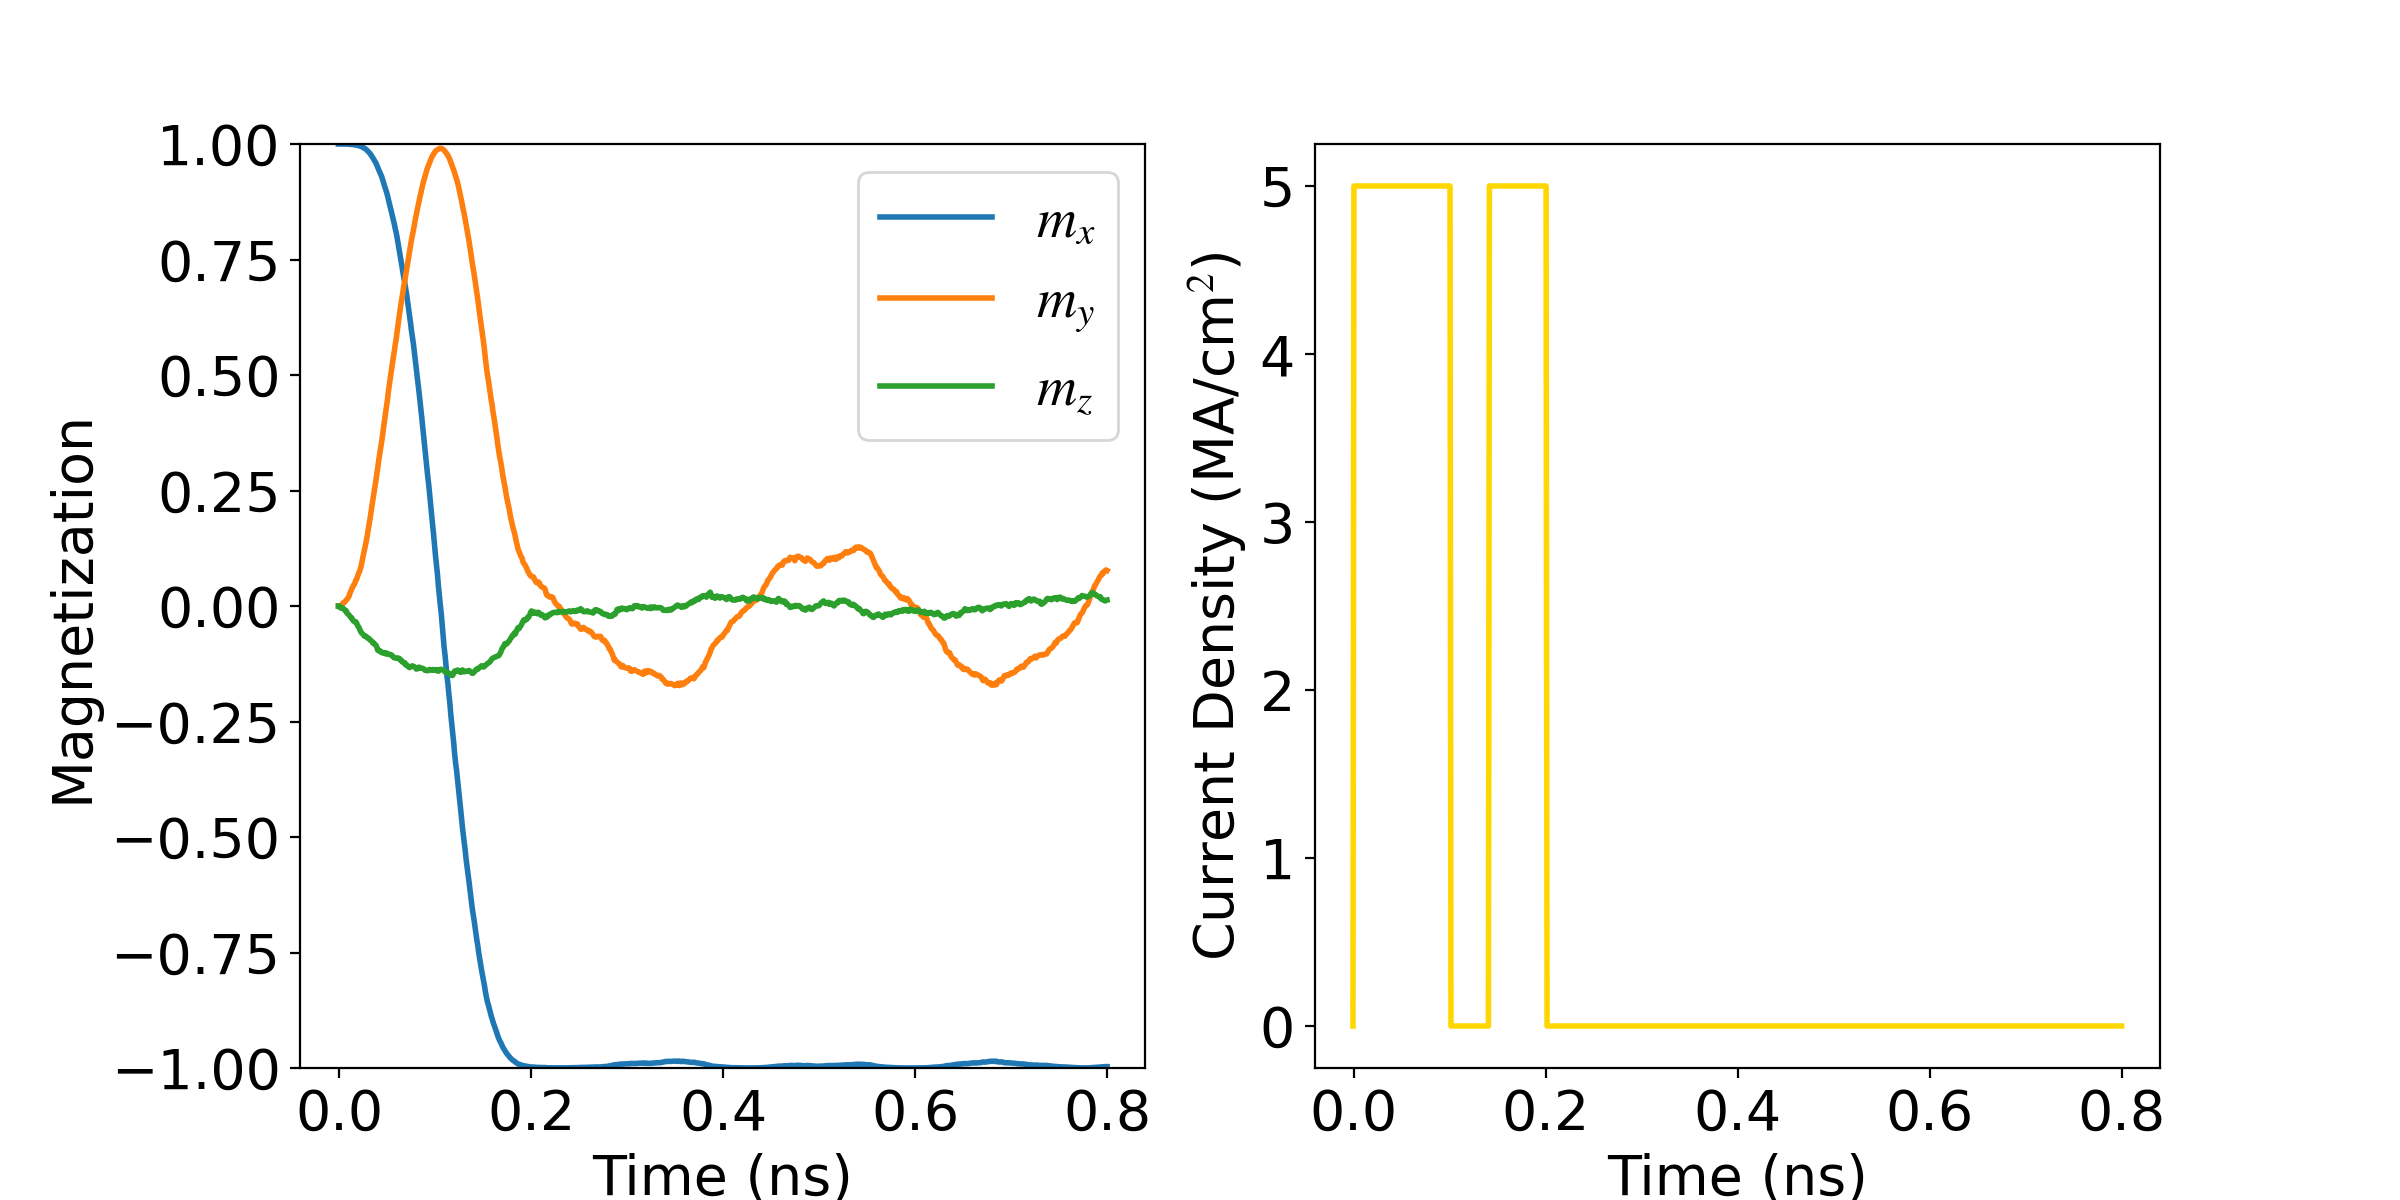 Magnetization
1.00
0.75
0.50
0.25
0.00
−0.25
−0.50
−0.75
−1.00
0.0 0.2 0.4 0.6 0.8
Time (ns)
m_x
m_y
m_z
Current Density (MA/cm²)
5
4
3
2
1
0
0.0 0.2 0.4 0.6 0.8
Time (ns)